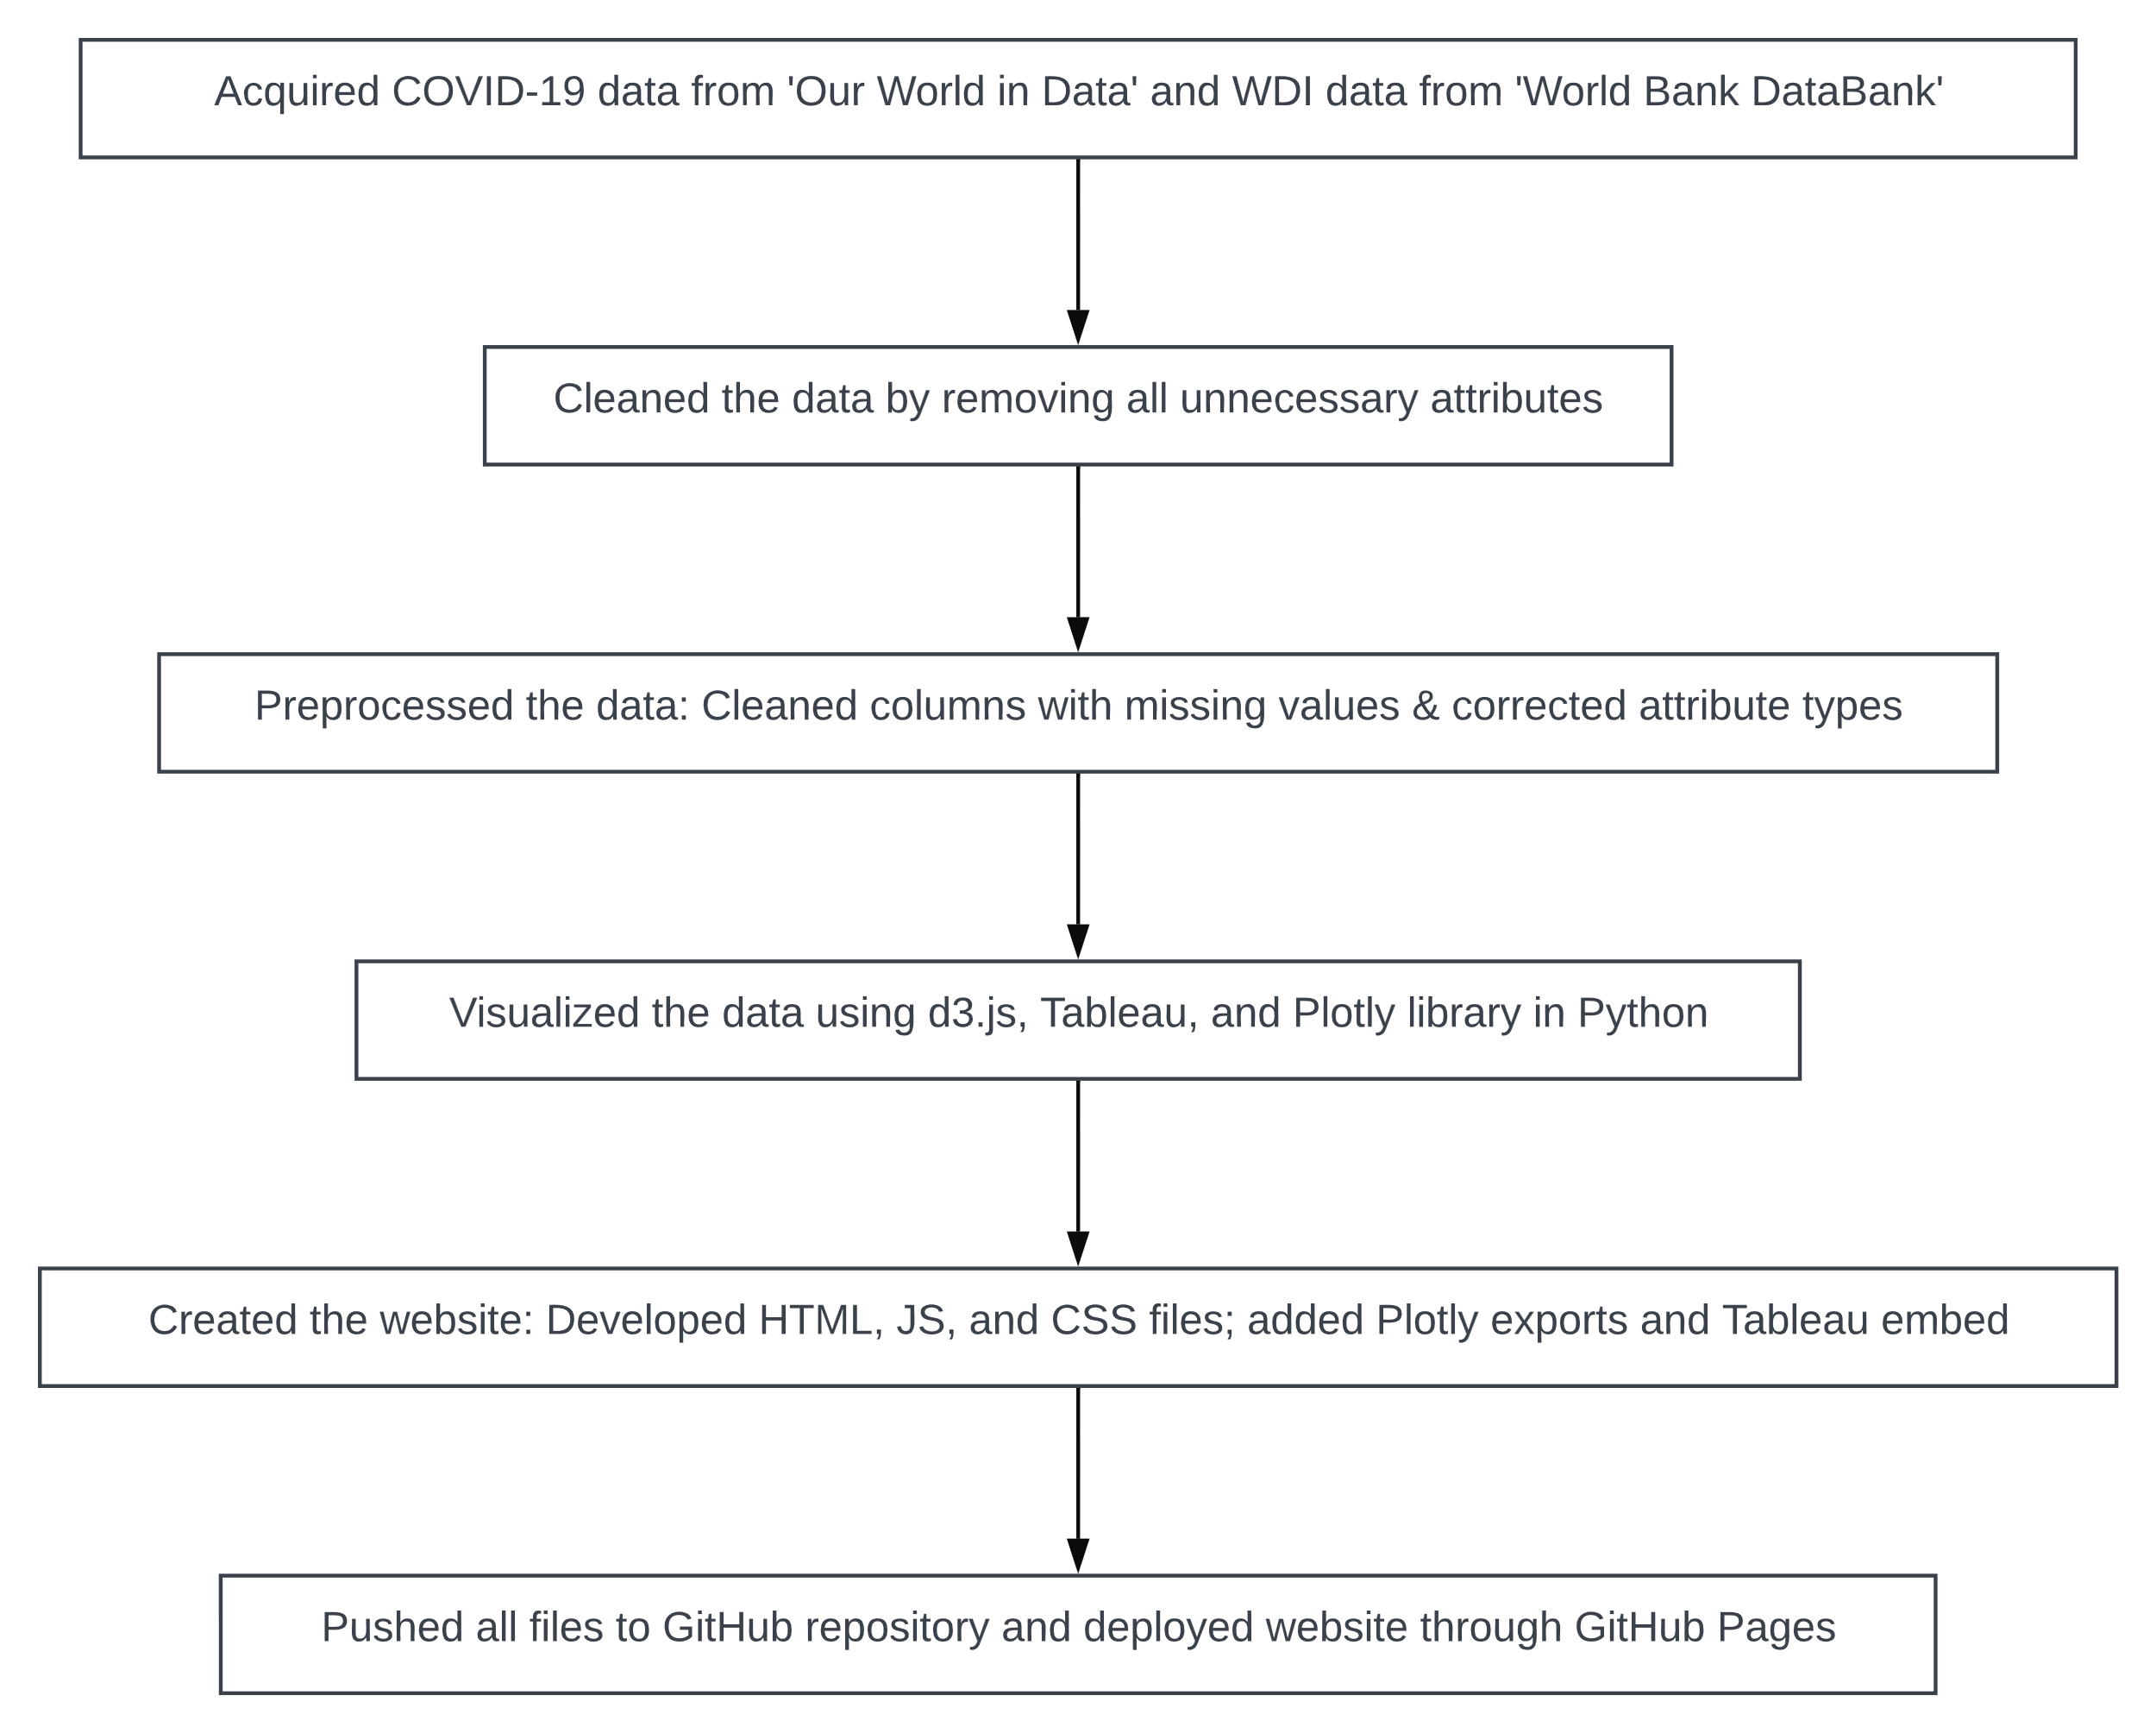 Acquired COVID-19 data from 'Our World in Data' and WDI data from 'World Bank DataBank'
Cleaned the data by removing all unnecessary attributes
Preprocessed the data: Cleaned columns with missing values & corrected attribute types
Visualized the data using d3.js, Tableau, and Plotly library in Python
Created the website: Developed HTML, JS, and CSS files; added Plotly exports and Tableau embed
Pushed all files to GitHub repository and deployed website through GitHub Pages